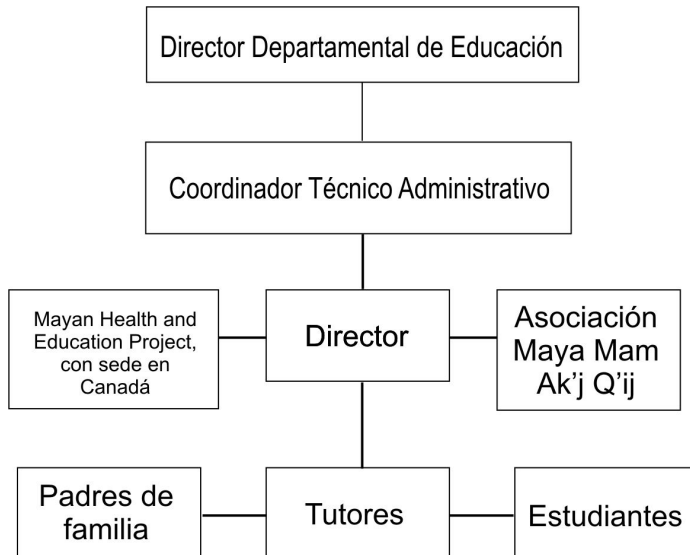 Director Departamental de Educación
Coordinador Técnico Administrativo
Mayan Health and
Education Project,
con sede en
Canadá
Director
Asociación
Maya Mam
Ak’j Q’ij
Padres de
familia
Tutores
Estudiantes